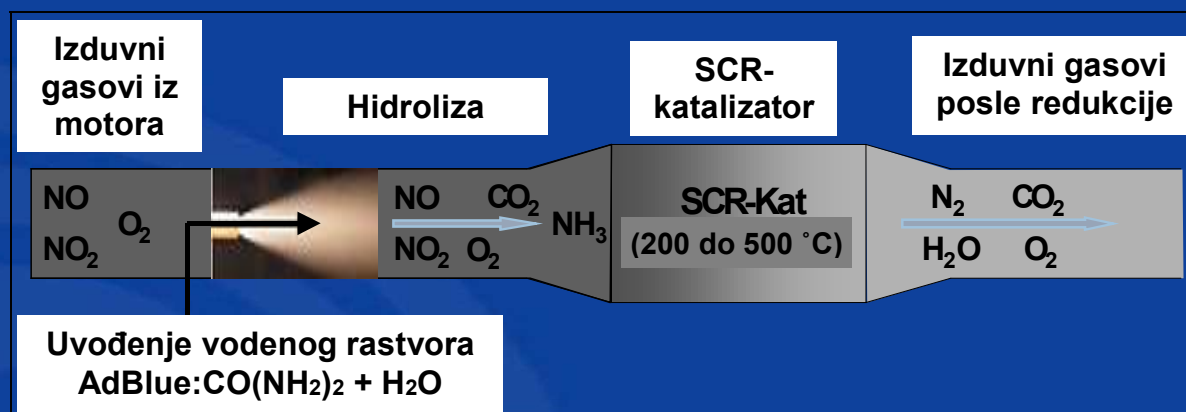 Izduvni
gasovi iz
motora
Hidroliza
SCR-
katalizator
Izduvni gasovi
posle redukcije
NO
O₂
NO₂
NO CO₂
NO₂ O₂
NH₃
SCR-Kat
(200 do 500 ˚C)
N₂ CO₂
H₂O O₂
Uvođenje vodenog rastvora
AdBlue:CO(NH₂)₂ + H₂O